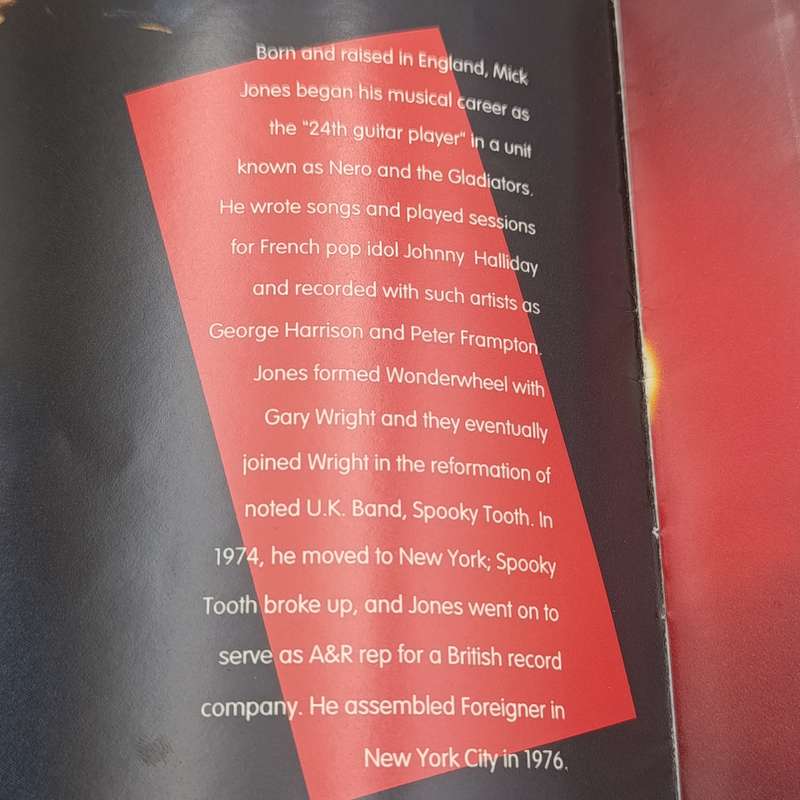 Born and raised in England, Mick
Jones began his musical career as
the "24th guitar player" in a unit
known as Nero and the Gladiators.
He wrote songs and played sessions
for French pop idol Johnny Halliday
and recorded with such artists as
George Harrison and Peter Frampton.
Jones formed Wonderwheel with
Gary Wright and they eventually
joined Wright in the reformation of
noted U.K. Band, Spooky Tooth. In
1974, he moved to New York; Spooky
Tooth broke up, and Jones went on to
serve as A&R rep for a British record
company. He assembled Foreigner in
New York City in 1976.